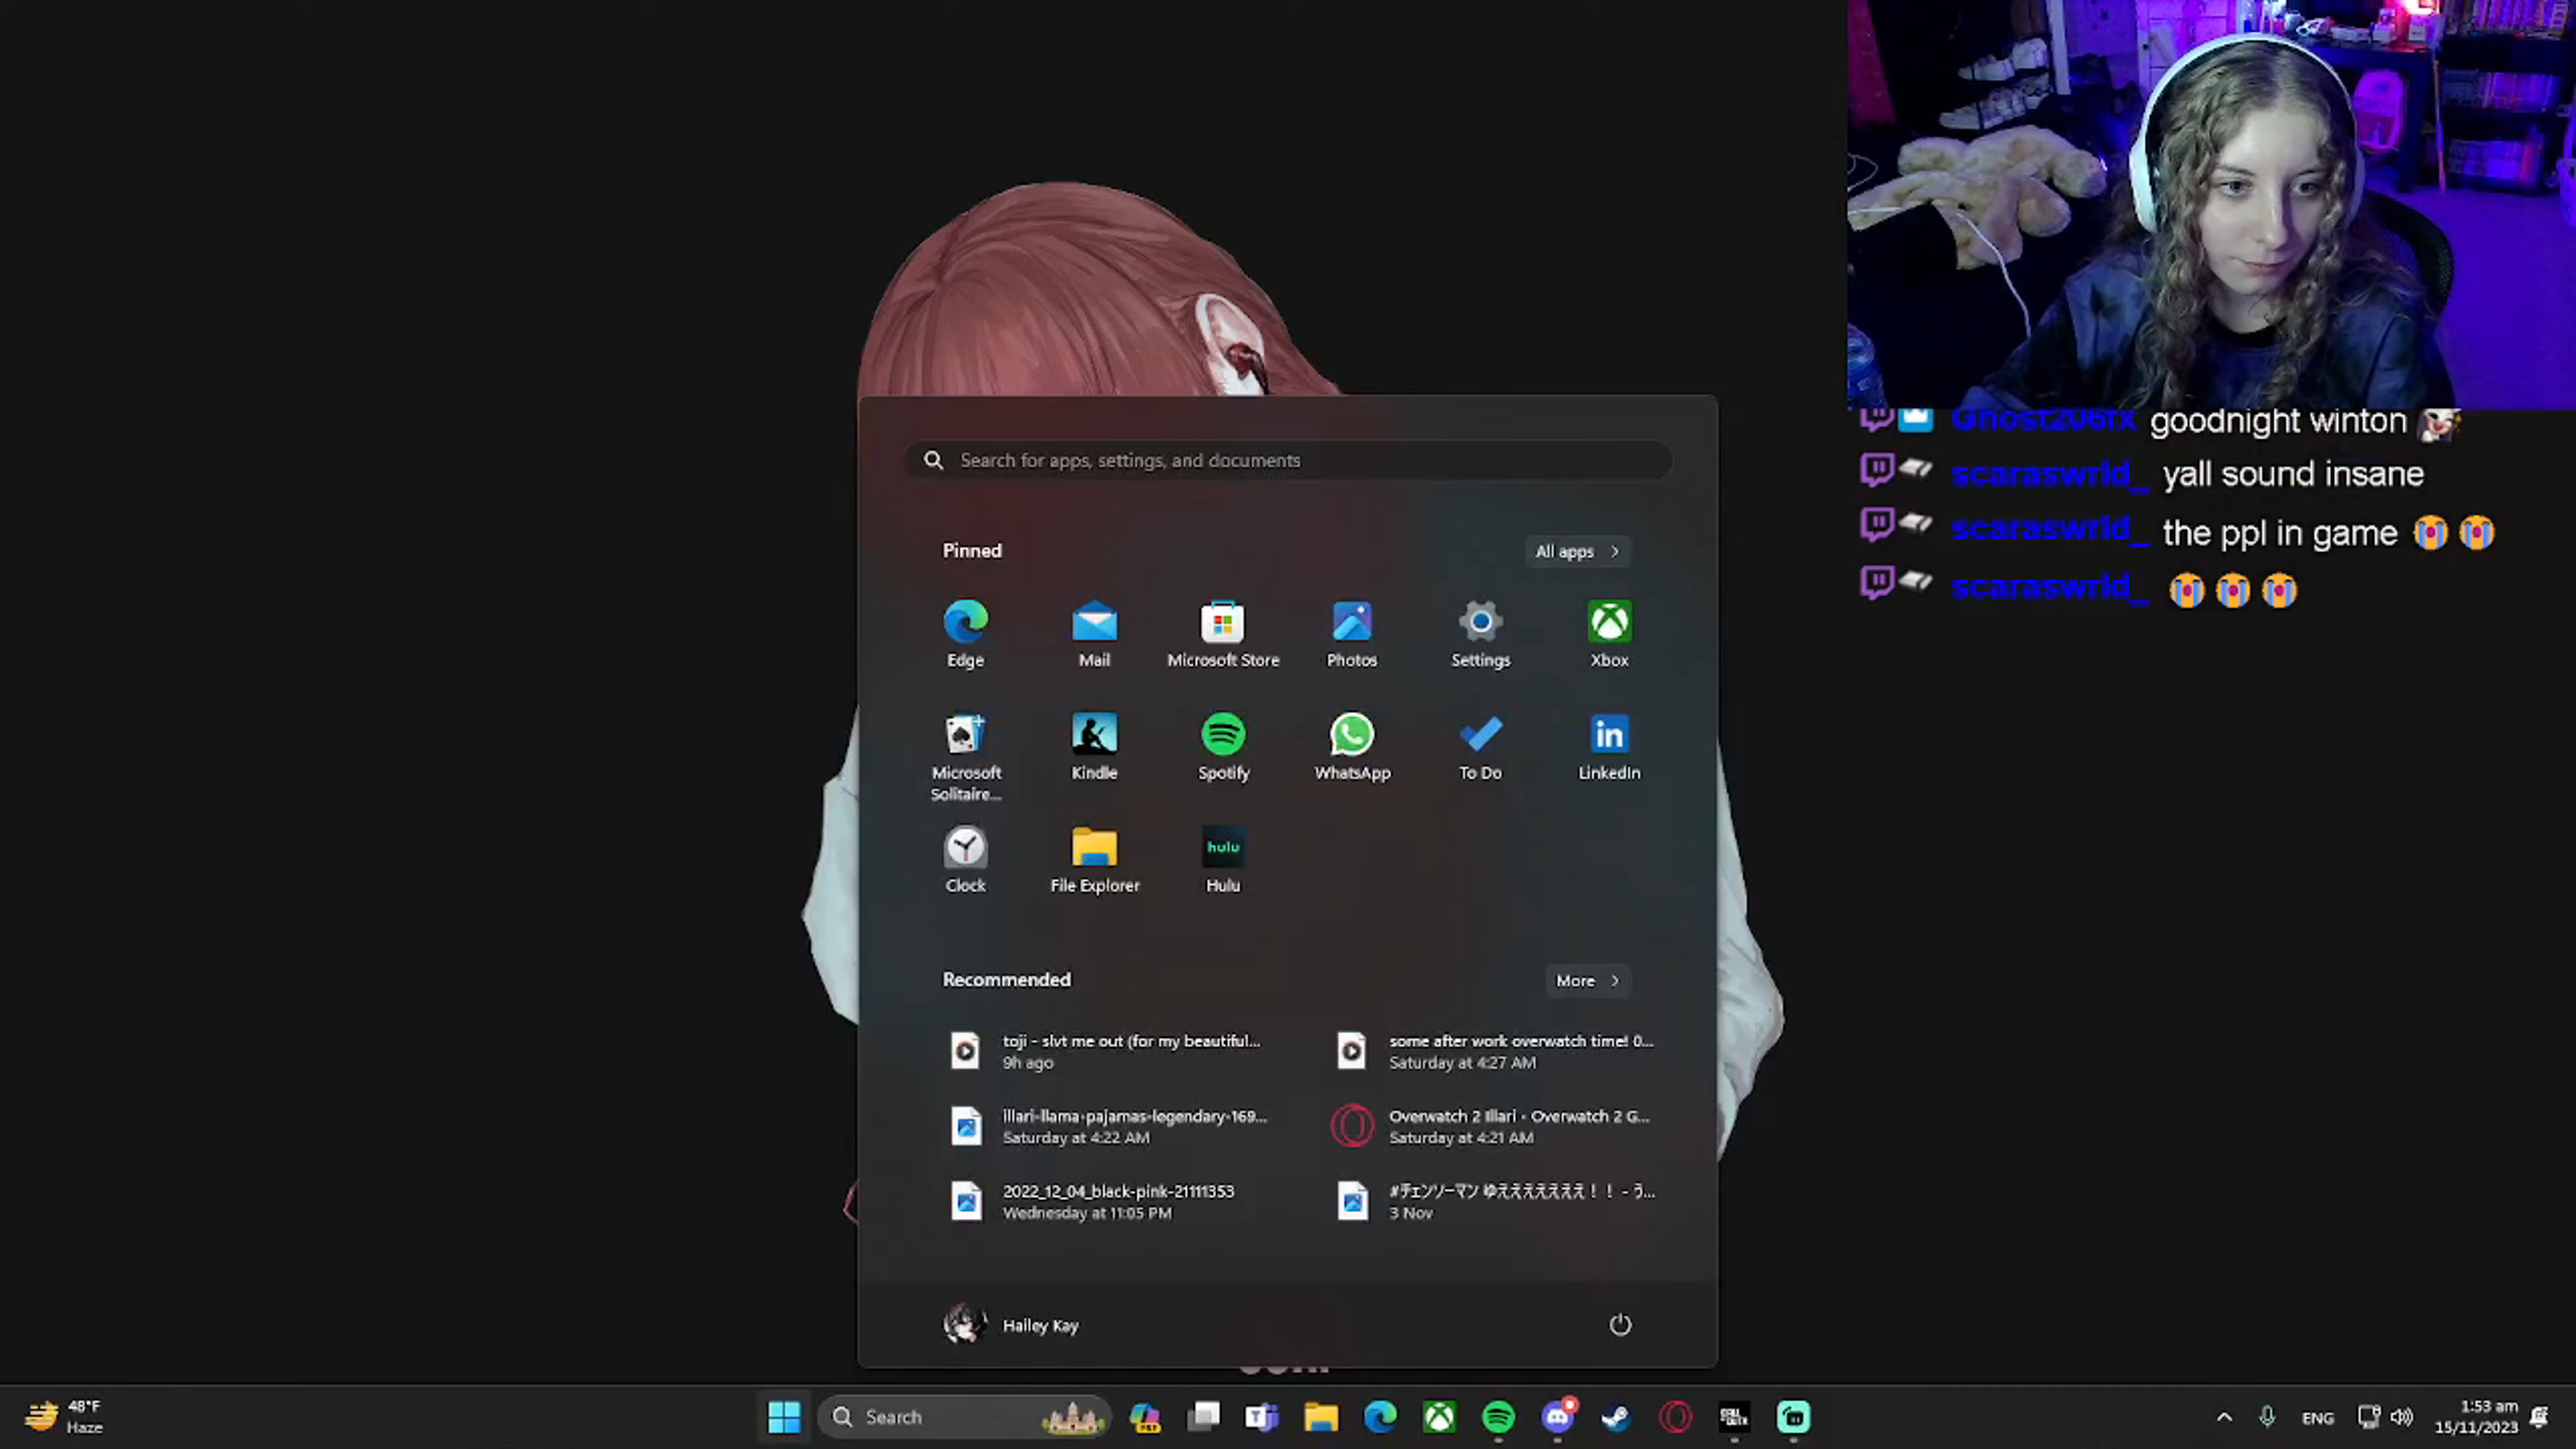 Ghost206fx goodnight winton
scaraswrld_ yall sound insane
scaraswrld_ the ppl in game 😭😭
scaraswrld_ 😭😭😭
Search for apps, settings, and documents
Pinned
All apps
Edge
Mail
Microsoft Store
Photos
Settings
Xbox
Microsoft
Solitaire...
Kindle
Spotify
WhatsApp
To Do
LinkedIn
Clock
File Explorer
hulu
Hulu
Recommended
More
toji - slvt me out (for my beautiful...
9h ago
some after work overwatch time! 0...
Saturday at 4:27 AM
illari-llama-pajamas-legendary-169...
Saturday at 4:22 AM
Overwatch 2 Illari - Overwatch 2 G...
Saturday at 4:21 AM
2022_12_04_black-pink-21111353
Wednesday at 11:05 PM
#チェンソーマン ゆえええええええ！！ - う...
3 Nov
Hailey Kay
48°F
Haze
Search
ENG
1:53 am
15/11/2023